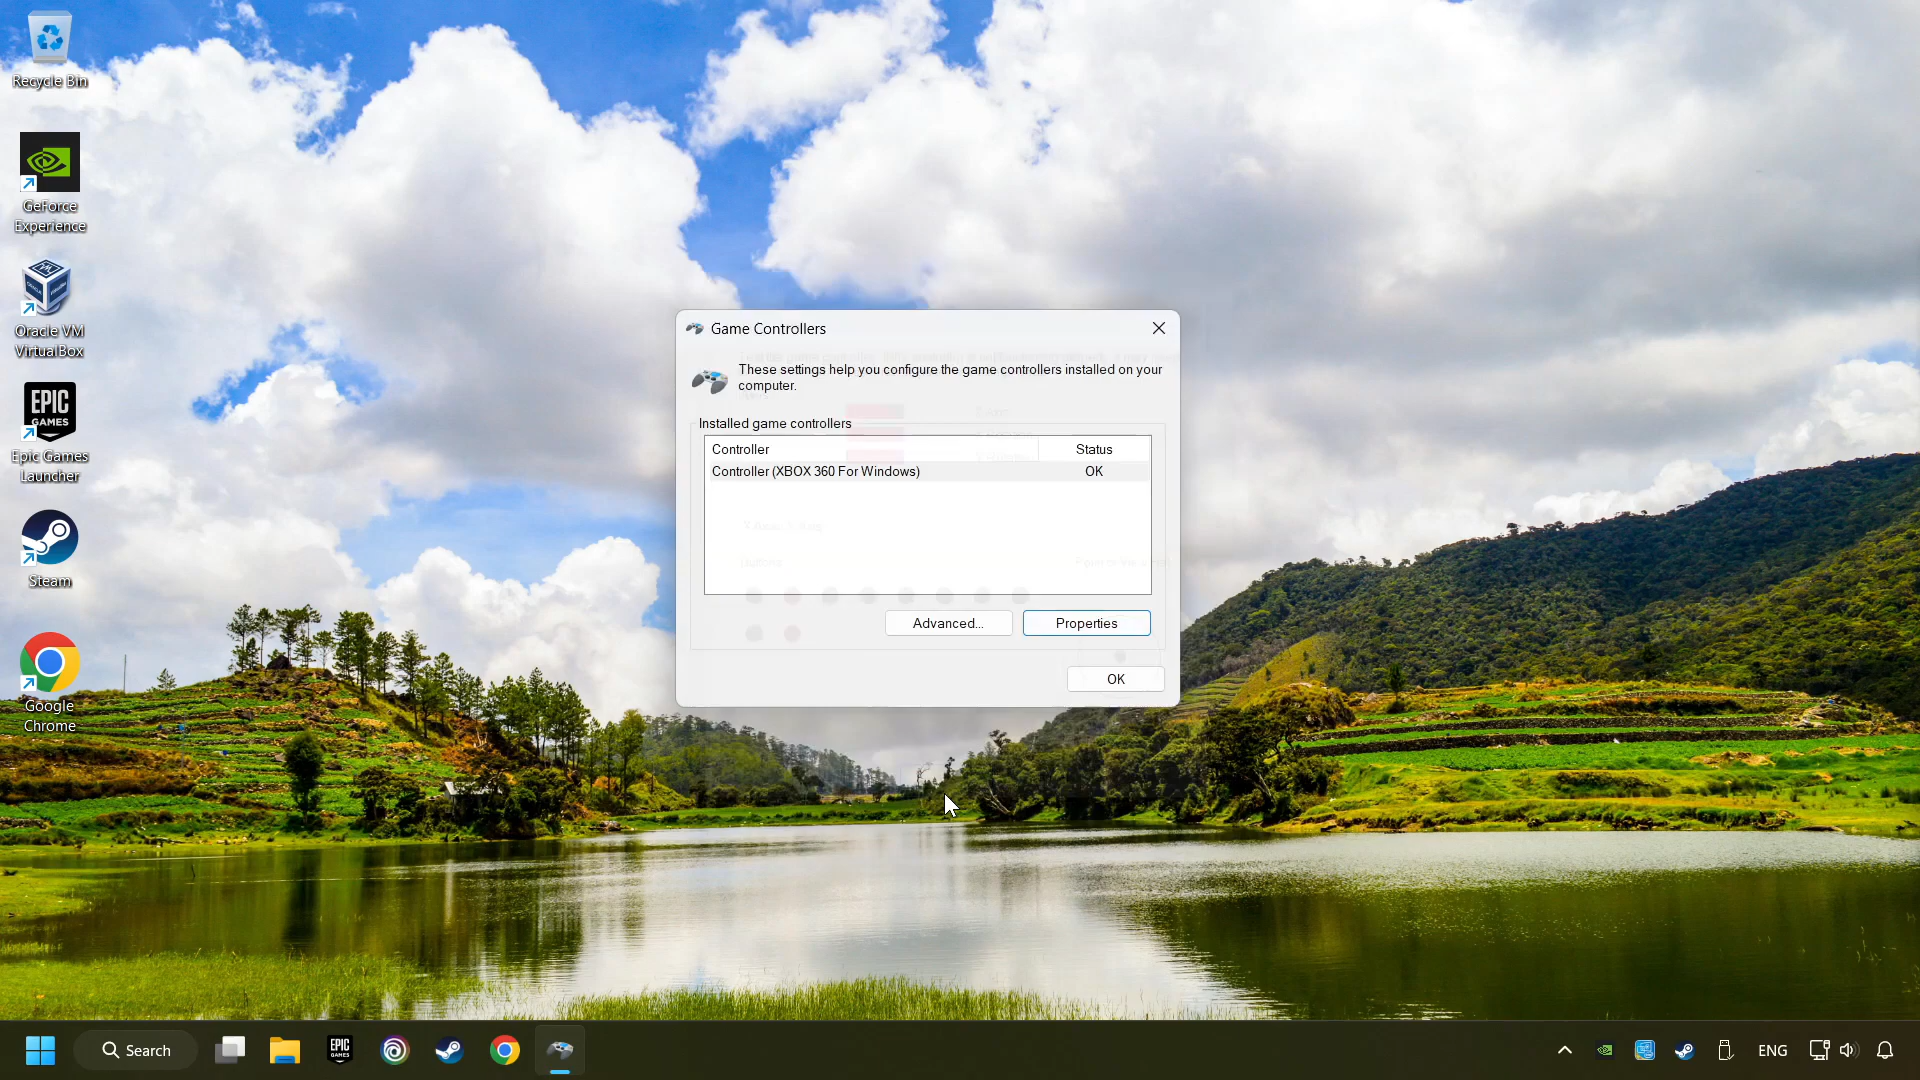 Recycle Bin
GeForce
Experience
Oracle VM
VirtualBox
EPIC
GAMES
Epic Games
Launcher
Steam
Google
Chrome
Game Controllers
These settings help you configure the game controllers installed on your
computer.
Installed game controllers
Controller Status
Controller (XBOX 360 For Windows) OK
Advanced... Properties
OK
Search
EPIC
GAMES
ENG